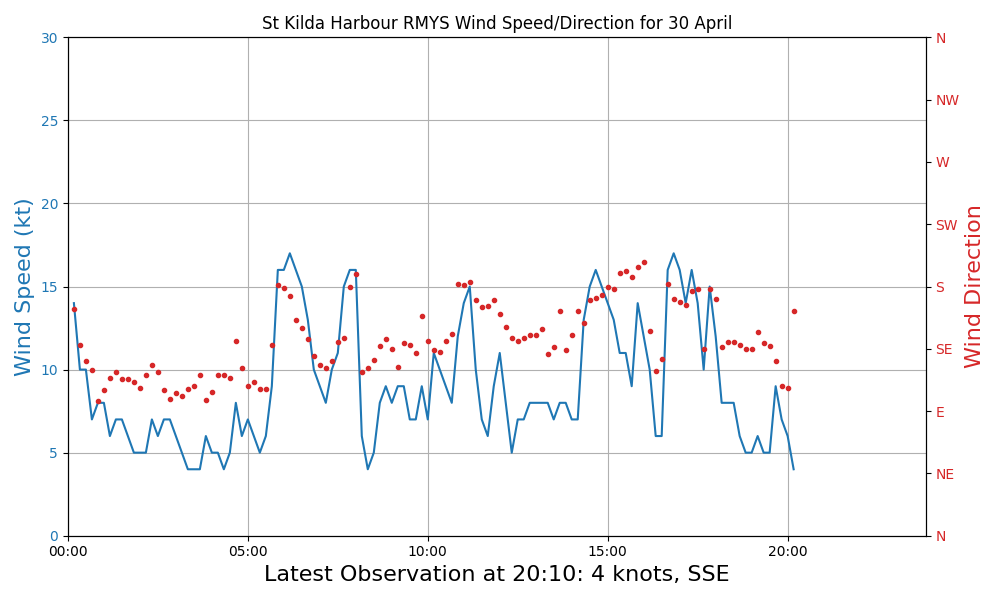 St Kilda Harbour RMYS Wind Speed/Direction for 30 April
Wind Speed (kt)
30
25
20
15
10
5
0
00:00
05:00
10:00
15:00
20:00
N
NW
W
SW
S
SE
E
NE
N
Wind Direction
Latest Observation at 20:10: 4 knots, SSE